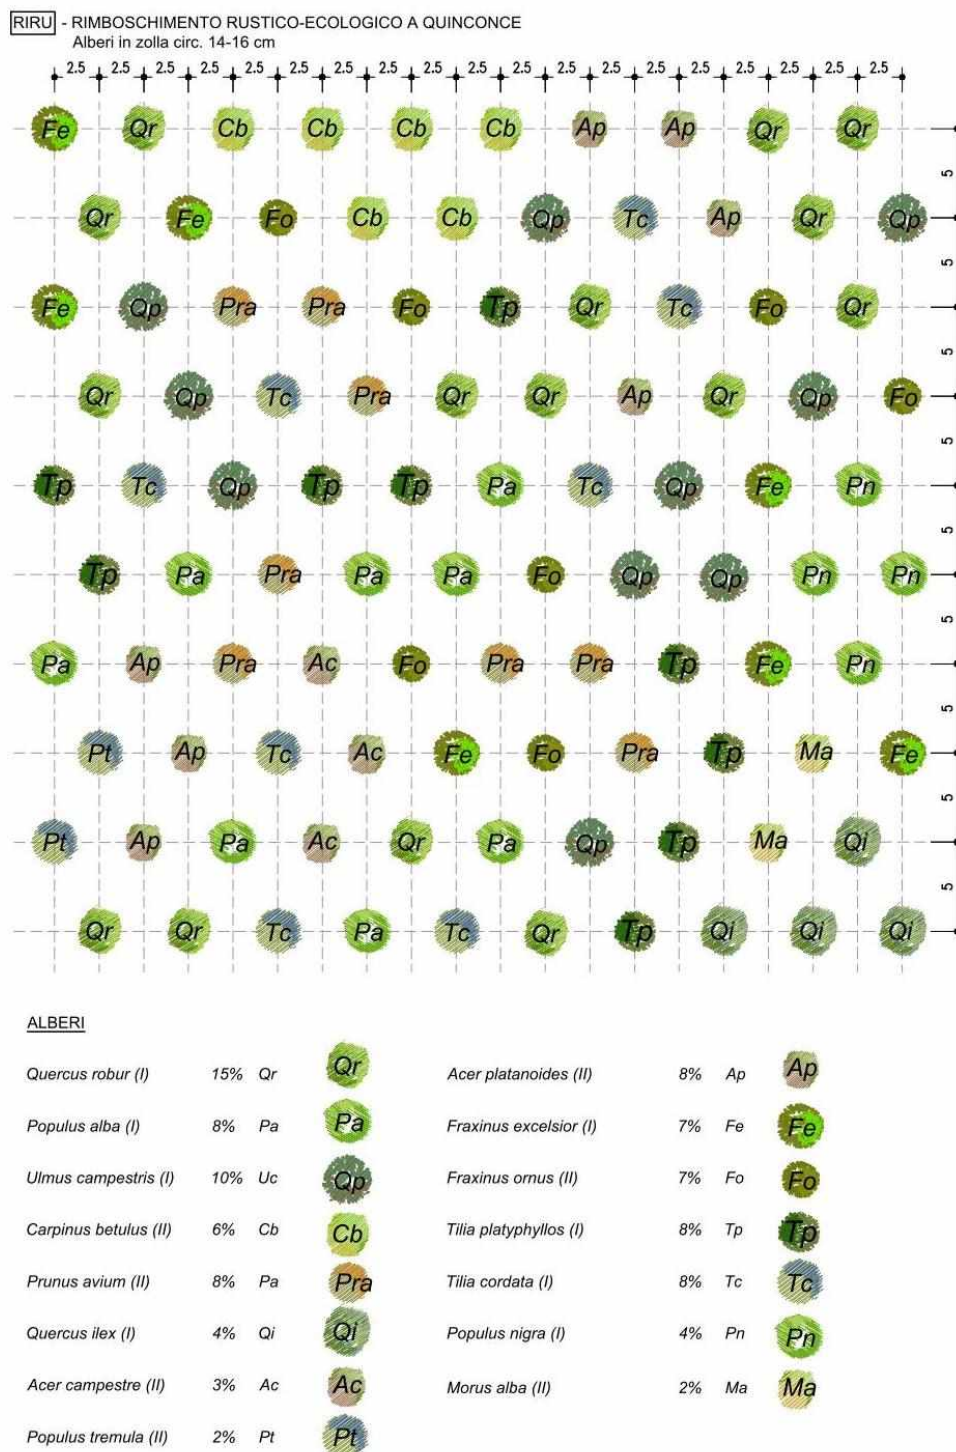 RIRU - RIMBOSCHIMENTO RUSTICO-ECOLOGICO A QUINCONCE
Alberi in zolla circ. 14-16 cm
2.5 2.5 2.5 2.5 2.5 2.5 2.5 2.5 2.5 2.5 2.5 2.5 2.5 2.5 2.5 2.5 2.5 2.5 2.5
Fe Qr Cb Cb Cb Cb Ap Ap Qr Qr
5
Qr Fe Fo Cb Cb Qp Tc Ap Qr Qp
5
Fe Qp Pra Pra Fo Tp Qr Tc Fo Qr
5
Qr Qp Tc Pra Qr Qr Ap Qr Qp Fo
5
Tp Tc Qp Tp Tp Pa Tc Qp Fe Pn
5
Tp Pa Pra Pa Pa Fo Qp Qp Pn Pn
5
Pa Ap Pra Ac Fo Pra Pra Tp Fe Pn
5
Pt Ap Tc Ac Fe Fo Pra Tp Ma Fe
5
Pt Ap Pa Ac Qr Pa Qp Tp Ma Qi
5
Qr Qr Tc Pa Tc Qr Tp Qi Qi Qi
ALBERI
Quercus robur (I) 15% Qr Qr
Populus alba (I) 8% Pa Pa
Ulmus campestris (I) 10% Uc Qp
Carpinus betulus (II) 6% Cb Cb
Prunus avium (II) 8% Pa Pra
Quercus ilex (I) 4% Qi Qi
Acer campestre (II) 3% Ac Ac
Populus tremula (II) 2% Pt Pt
Acer platanoides (II) 8% Ap Ap
Fraxinus excelsior (I) 7% Fe Fe
Fraxinus ornus (II) 7% Fo Fo
Tilia platyphyllos (I) 8% Tp Tp
Tilia cordata (I) 8% Tc Tc
Populus nigra (I) 4% Pn Pn
Morus alba (II) 2% Ma Ma